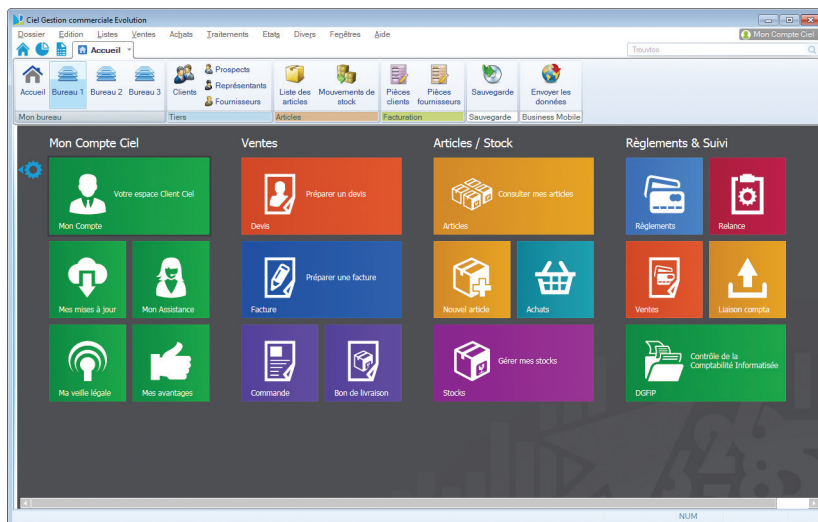 Ciel Gestion commerciale Evolution
Dossier Edition Listes Ventes Achats Traitements Etats Divers Fenêtres Aide
Mon Compte Ciel
Accueil
Trouvtoo
Accueil Bureau 1 Bureau 2 Bureau 3
Mon bureau
Clients
Prospects
Représentants
Fournisseurs
Tiers
Liste des articles
Mouvements de stock
Articles
Pièces clients
Pièces fournisseurs
Facturation
Sauvegarde
Sauvegarde
Envoyer les données
Business Mobile
Mon Compte Ciel
Votre espace Client Ciel
Mon Compte
Mes mises à jour
Mon Assistance
Ma veille légale
Mes avantages
Ventes
Préparer un devis
Devis
Préparer une facture
Facture
Commande
Bon de livraison
Articles / Stock
Consulter mes articles
Articles
Nouvel article
Achats
Gérer mes stocks
Stocks
Règlements & Suivi
Règlements
Relance
Ventes
Liaison compta
Contrôle de la
Comptabilité Informatisée
DGFiP
NUM